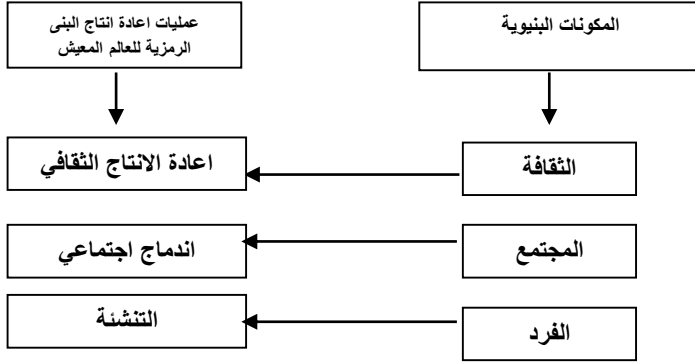 المكونات البنيوية
عمليات اعادة انتاج البنى
الرمزية للعالم المعيش
الثقافة
اعادة الانتاج الثقافي
المجتمع
اندماج اجتماعي
الفرد
التنشئة